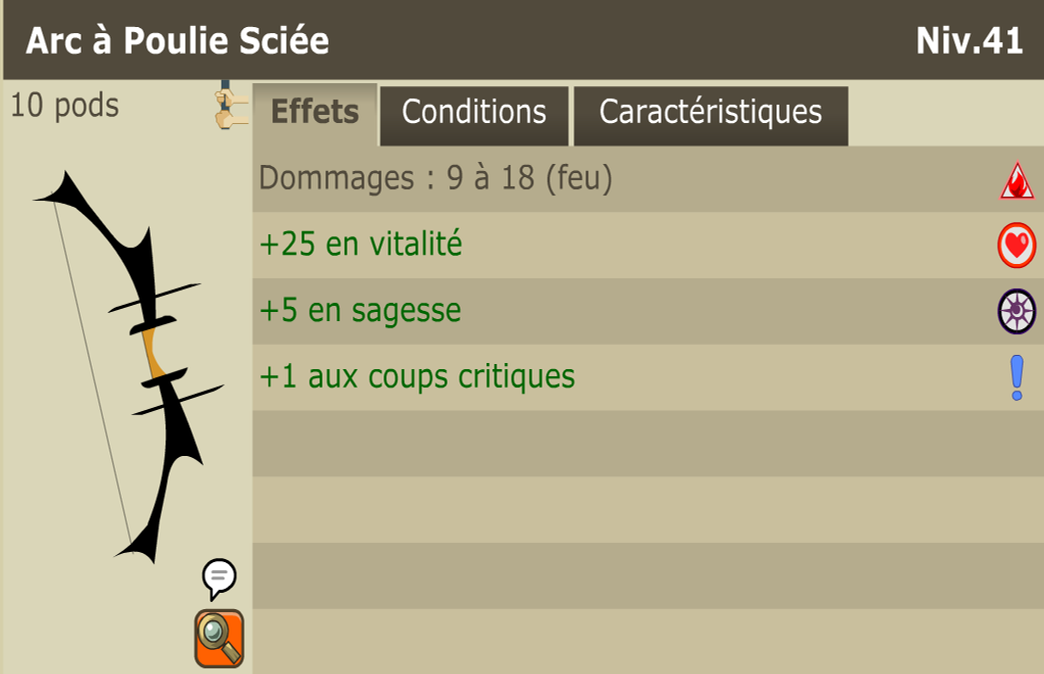 Arc à Poulie Sciée
Niv.41
10 pods
Effets
Conditions
Caractéristiques
Dommages : 9 à 18 (feu)
+25 en vitalité
+5 en sagesse
+1 aux coups critiques